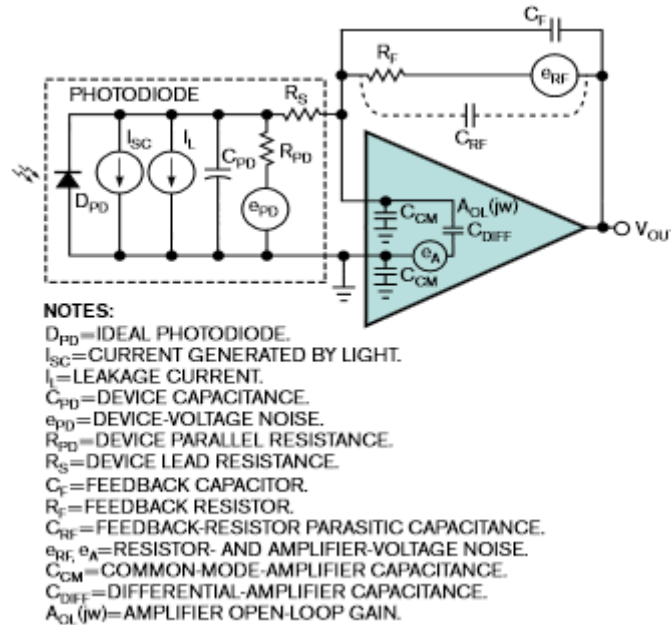 C_F
R_F
e_RF
PHOTODIODE
R_S
C_RF
I_SC
I_L
C_PD
R_PD
D_PD
e_PD
A_OL(jw)
C_CM
C_DIFF
V_OUT
e_A
C_CM
NOTES:
D_PD=IDEAL PHOTODIODE.
I_SC=CURRENT GENERATED BY LIGHT.
I_L=LEAKAGE CURRENT.
C_PD=DEVICE CAPACITANCE.
e_PD=DEVICE-VOLTAGE NOISE.
R_PD=DEVICE PARALLEL RESISTANCE.
R_S=DEVICE LEAD RESISTANCE.
C_F=FEEDBACK CAPACITOR.
R_F=FEEDBACK RESISTOR.
C_RF=FEEDBACK-RESISTOR PARASITIC CAPACITANCE.
e_RF, e_A=RESISTOR- AND AMPLIFIER-VOLTAGE NOISE.
C_CM=COMMON-MODE-AMPLIFIER CAPACITANCE.
C_DIFF=DIFFERENTIAL-AMPLIFIER CAPACITANCE.
A_OL(jw)=AMPLIFIER OPEN-LOOP GAIN.